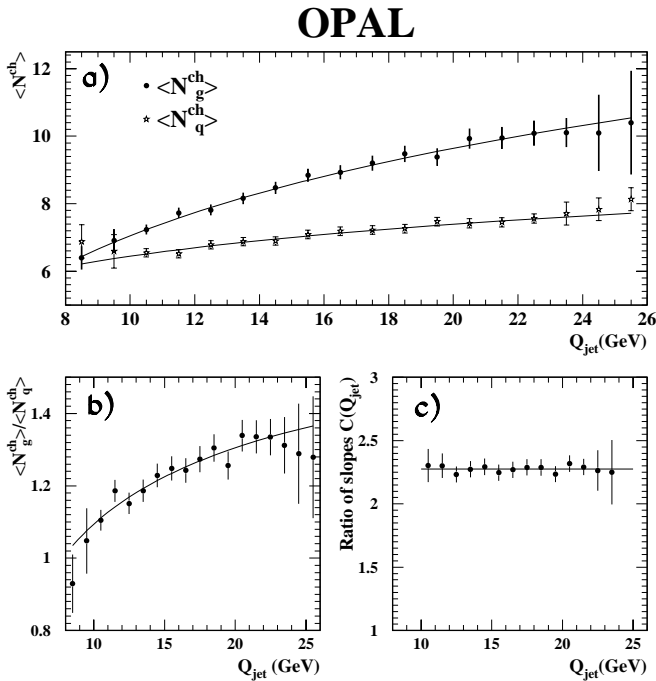 OPAL
<N^ch>
a)
<N_g^ch>
<N_q^ch>
12
10
8
6
8 10 12 14 16 18 20 22 24 26
Q_jet(GeV)
<N_g^ch>/<N_q^ch>
b)
1.4
1.2
1
0.8
10 15 20 25
Q_jet (GeV)
Ratio of slopes C(Q_jet)
c)
3
2.5
2
1.5
1
10 15 20 25
Q_jet (GeV)